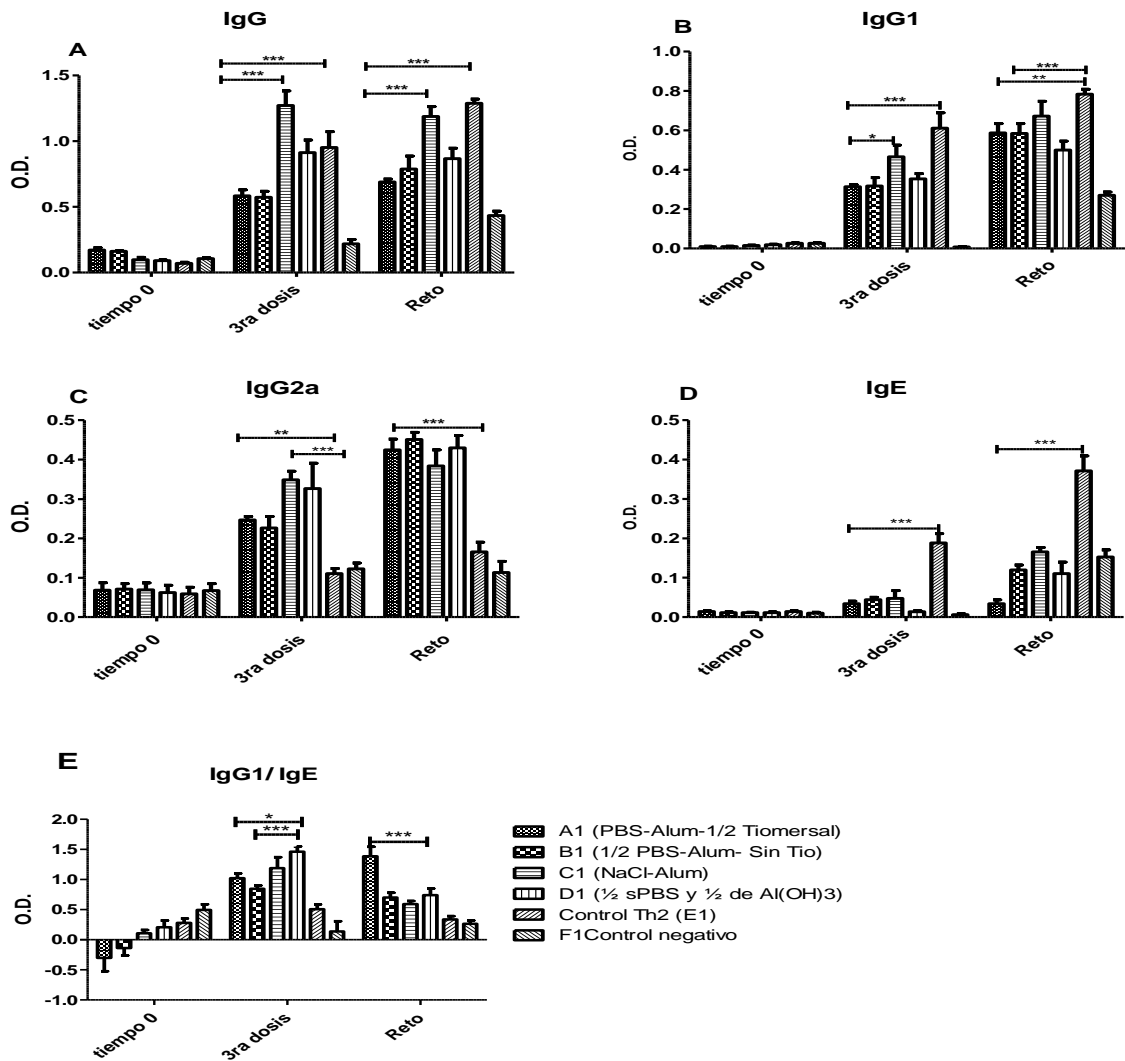 IgG
A
1.5
1.0
0.5
0.0
O.D.
***
***
***
***
tiempo 0
3ra dosis
Reto
IgG1
B
1.0
0.8
0.6
0.4
0.2
0.0
O.D.
***
*
***
**
tiempo 0
3ra dosis
Reto
IgG2a
C
0.5
0.4
0.3
0.2
0.1
0.0
O.D.
**
***
***
tiempo 0
3ra dosis
Reto
IgE
D
0.5
0.4
0.3
0.2
0.1
0.0
O.D.
***
***
tiempo 0
3ra dosis
Reto
E
IgG1/ IgE
2.0
1.5
1.0
0.5
0.0
-0.5
-1.0
O.D.
*
***
***
tiempo 0
3ra dosis
Reto
A1 (PBS-Alum-1/2 Tiomersal)
B1 (1/2 PBS-Alum- Sin Tio)
C1 (NaCl-Alum)
D1 (½ sPBS y ½ de Al(OH)3)
Control Th2 (E1)
F1Control negativo